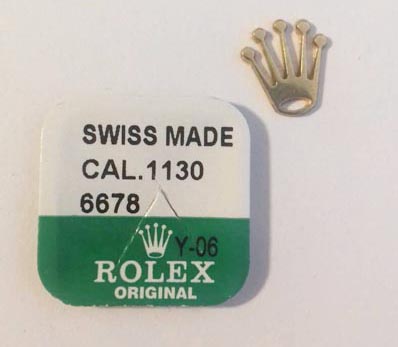 SWISS MADE
CAL.1130
6678
Y-06
ROLEX
ORIGINAL